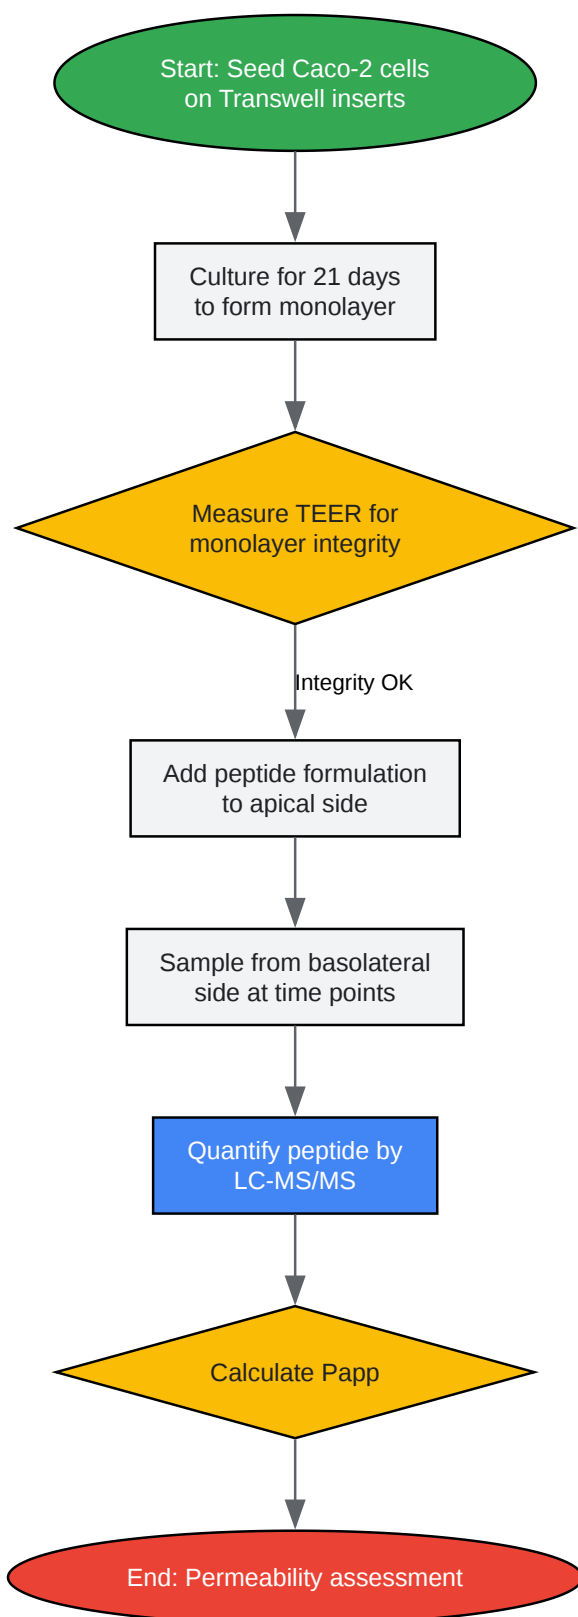 Start: Seed Caco-2 cells
on Transwell inserts
Culture for 21 days
to form monolayer
Measure TEER for
monolayer integrity
Integrity OK
Add peptide formulation
to apical side
Sample from basolateral
side at time points
Quantify peptide by
LC-MS/MS
Calculate Papp
End: Permeability assessment